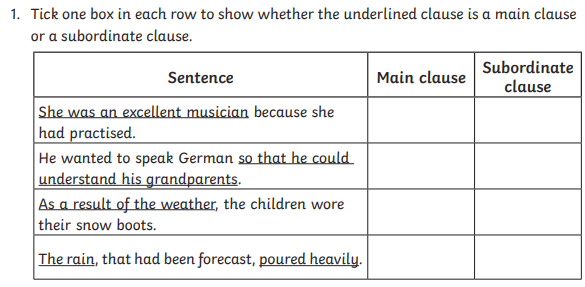 1. Tick one box in each row to show whether the underlined clause is a main clause
or a subordinate clause.
Sentence
Main clause
Subordinate
clause
She was an excellent musician because she
had practised.
He wanted to speak German so that he could
understand his grandparents.
As a result of the weather, the children wore
their snow boots.
The rain, that had been forecast, poured heavily.